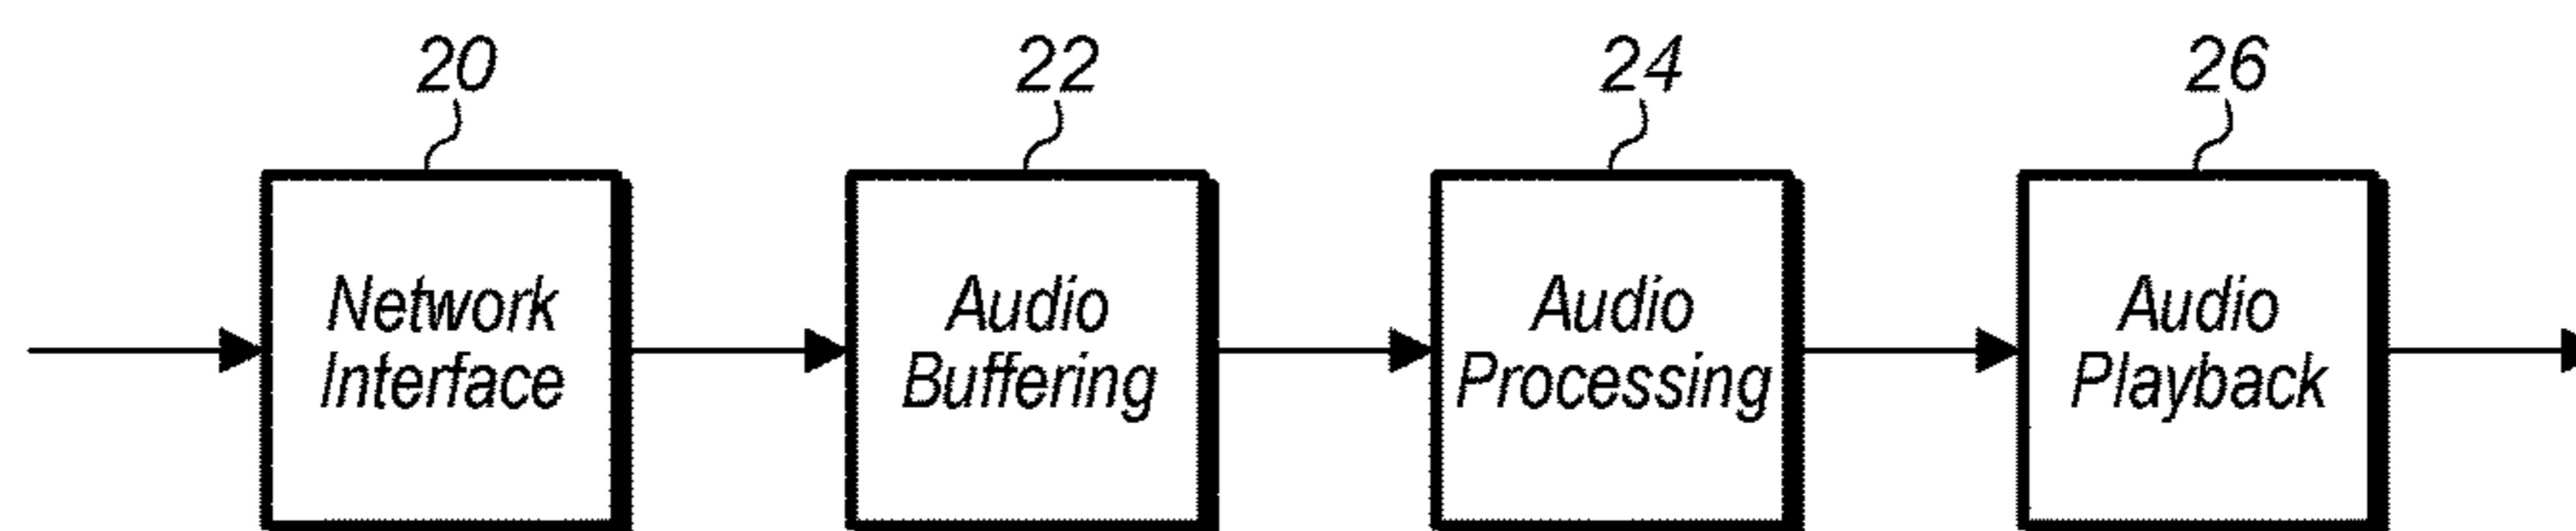 20
22
24
26
Network
Interface
Audio
Buffering
Audio
Processing
Audio
Playback